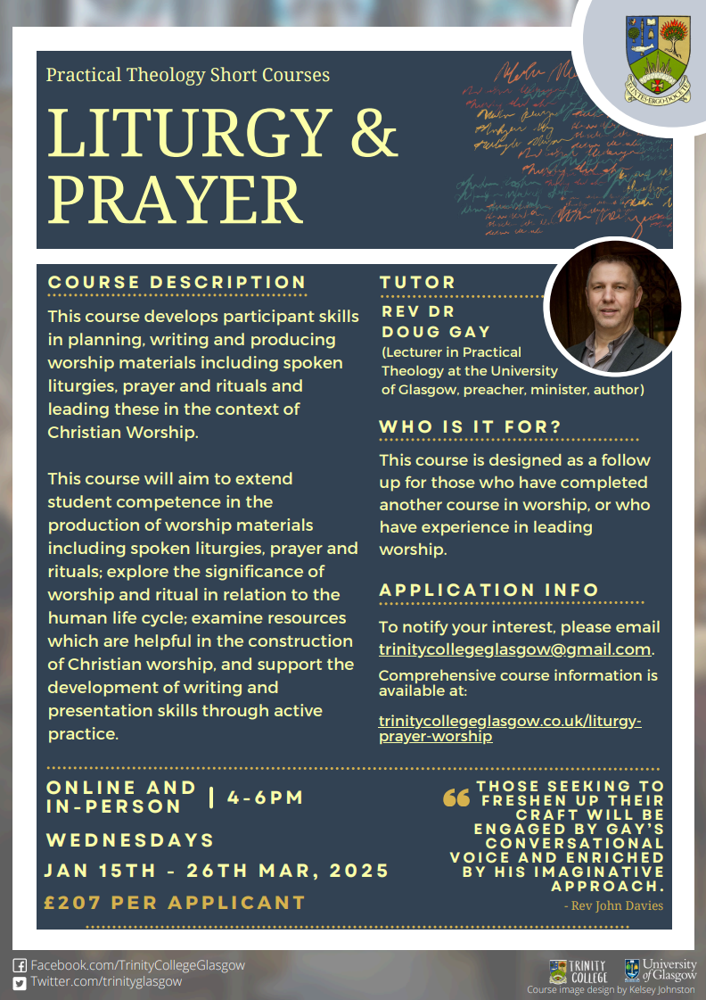 Practical Theology Short Courses
LITURGY &
PRAYER
EUNTES·ERGO·DOCETE
COURSE DESCRIPTION
This course develops participant skills
in planning, writing and producing
worship materials including spoken
liturgies, prayer and rituals and
leading these in the context of
Christian Worship.
This course will aim to extend
student competence in the
production of worship materials
including spoken liturgies, prayer and
rituals; explore the significance of
worship and ritual in relation to the
human life cycle; examine resources
which are helpful in the construction
of Christian worship, and support the
development of writing and
presentation skills through active
practice.
TUTOR
REV DR
DOUG GAY
(Lecturer in Practical
Theology at the University
of Glasgow, preacher, minister, author)
WHO IS IT FOR?
This course is designed as a follow
up for those who have completed
another course in worship, or who
have experience in leading
worship.
APPLICATION INFO
To notify your interest, please email
trinitycollegeglasgow@gmail.com.
Comprehensive course information is
available at:
trinitycollegeglasgow.co.uk/liturgy-
prayer-worship
ONLINE AND
IN-PERSON | 4-6PM
WEDNESDAYS
JAN 15TH - 26TH MAR, 2025
£207 PER APPLICANT
“ THOSE SEEKING TO
FRESHEN UP THEIR
CRAFT WILL BE
ENGAGED BY GAY’S
CONVERSATIONAL
VOICE AND ENRICHED
BY HIS IMAGINATIVE
APPROACH.
- Rev John Davies
Facebook.com/TrinityCollegeGlasgow
Twitter.com/trinityglasgow
TRINITY
COLLEGE
University
of Glasgow
Course image design by Kelsey Johnston